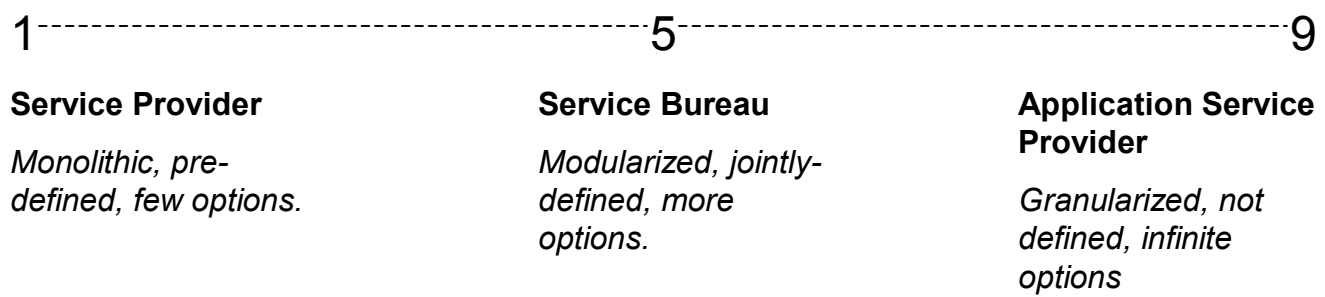 1 5 9
Service Provider
Monolithic, pre-
defined, few options.
Service Bureau
Modularized, jointly-
defined, more
options.
Application Service
Provider
Granularized, not
defined, infinite
options